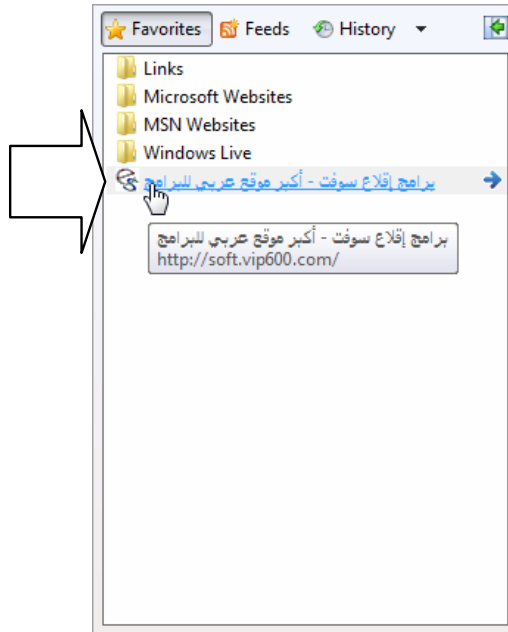 Favorites Feeds History
Links
Microsoft Websites
MSN Websites
Windows Live
برامج إقلاع سوفت - أكبر موقع عربي للبرامج
برامج إقلاع سوفت - أكبر موقع عربي للبرامج
http://soft.vip600.com/